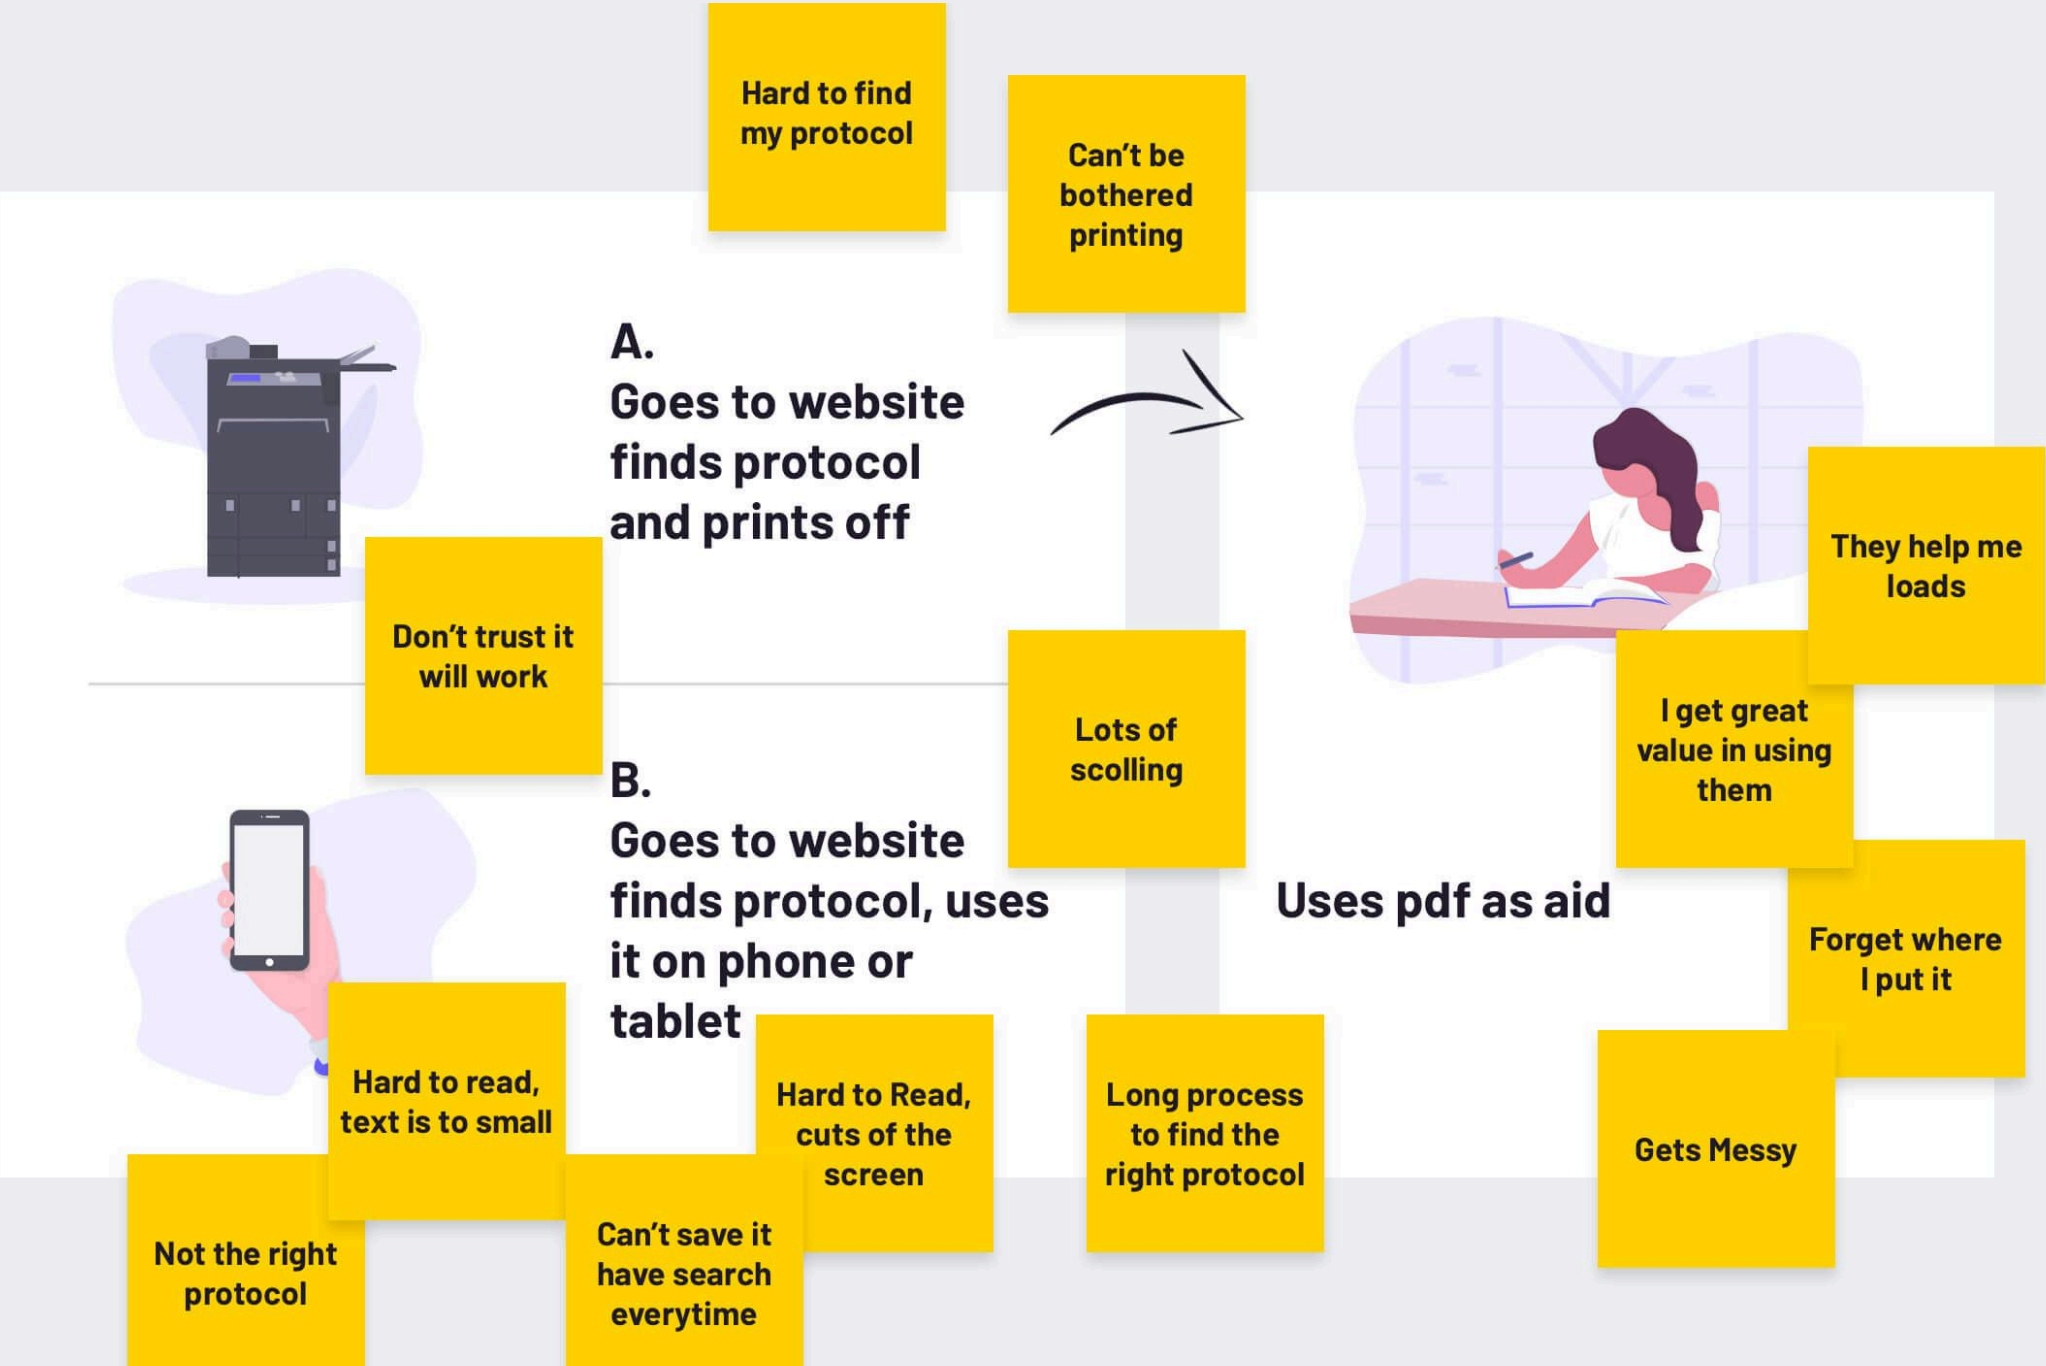 Hard to find
my protocol
Can't be
bothered
printing
A.
Goes to website
finds protocol
and prints off
Don't trust it
will work
They help me
loads
I get great
value in using
them
Lots of
scolling
B.
Goes to website
finds protocol, uses
it on phone or
tablet
Uses pdf as aid
Forget where
I put it
Hard to read,
text is to small
Hard to Read,
cuts of the
screen
Long process
to find the
right protocol
Gets Messy
Not the right
protocol
Can't save it
have search
everytime